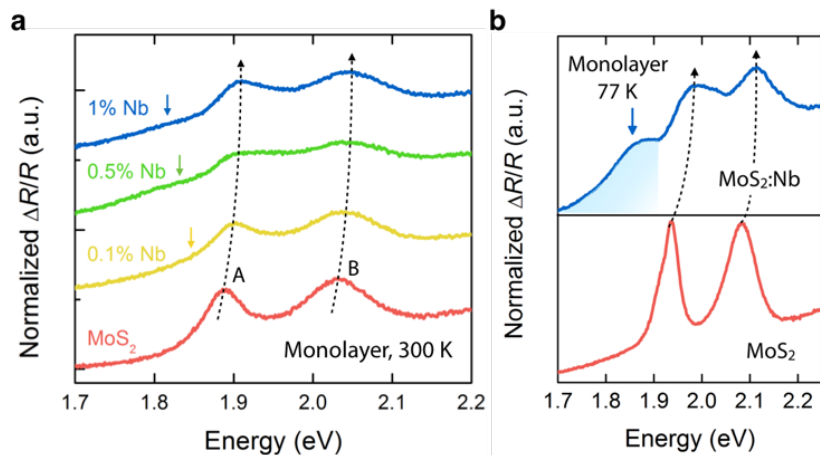 a
Normalized ΔR/R (a.u.)
1% Nb
0.5% Nb
0.1% Nb
MoS₂
A
B
Monolayer, 300 K
1.7 1.8 1.9 2.0 2.1 2.2
Energy (eV)
b
Normalized ΔR/R (a.u.)
Monolayer
77 K
MoS₂:Nb
MoS₂
1.7 1.8 1.9 2.0 2.1 2.2
Energy (eV)